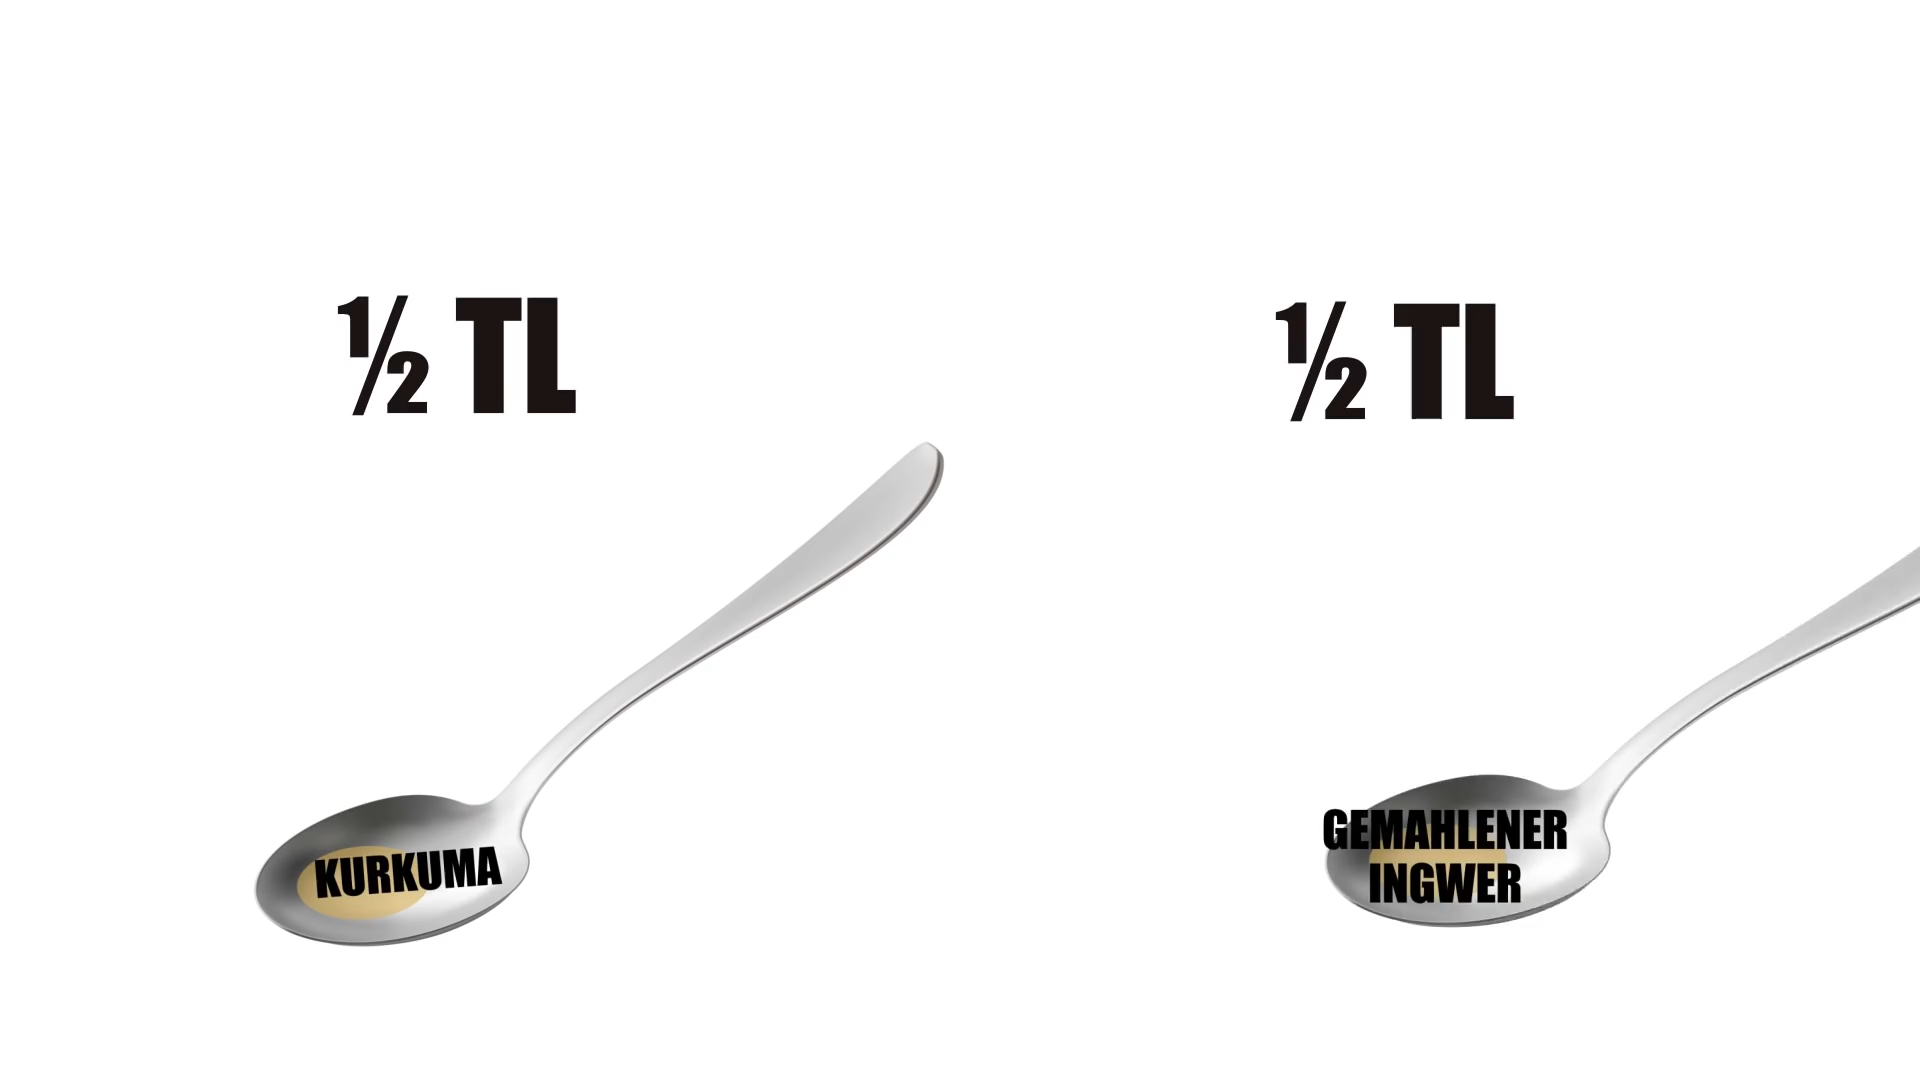 ½ TL
½ TL
KURKUMA
GEMAHLENER
INGWER